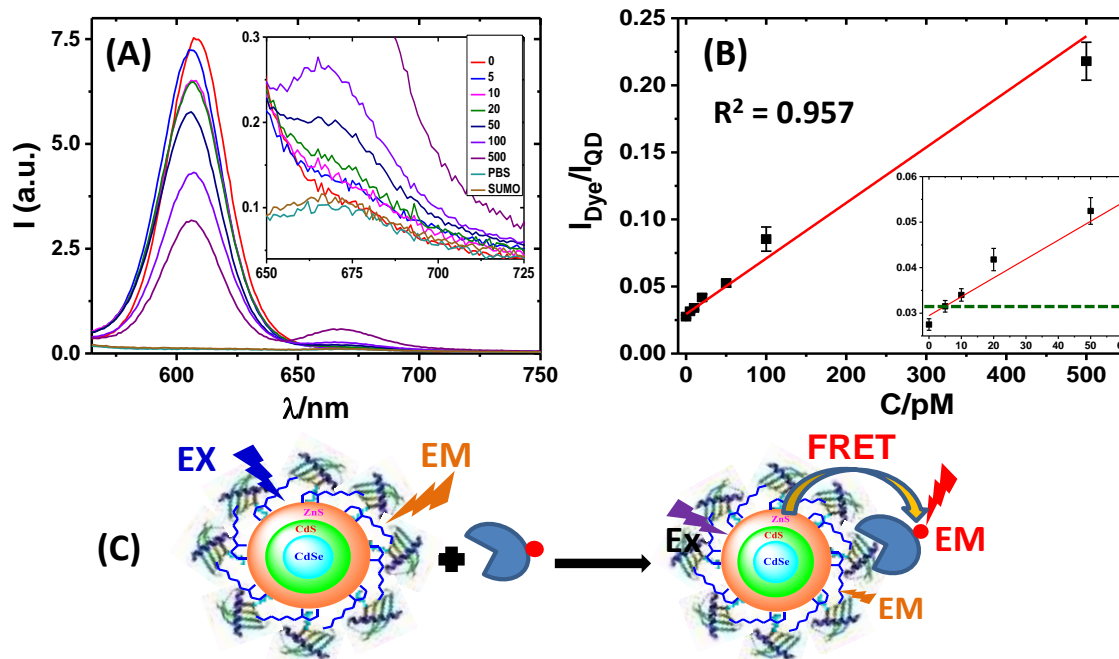 (A)
I (a.u.)
7.5
5.0
2.5
0.0
600
650
700
750
λ/nm
0.3
0.2
0.1
650
675
700
725
0
5
10
20
50
100
500
PBS
SUMO
(B)
R² = 0.957
I_Dye/I_QD
0.25
0.20
0.15
0.10
0.05
0.00
0
100
200
300
400
500
C/pM
0.06
0.05
0.04
0.03
0
10
20
30
40
50
(C)
EX
EM
ZnS
CdS
CdSe
FRET
Ex
ZnS
CdS
CdSe
EM
EM